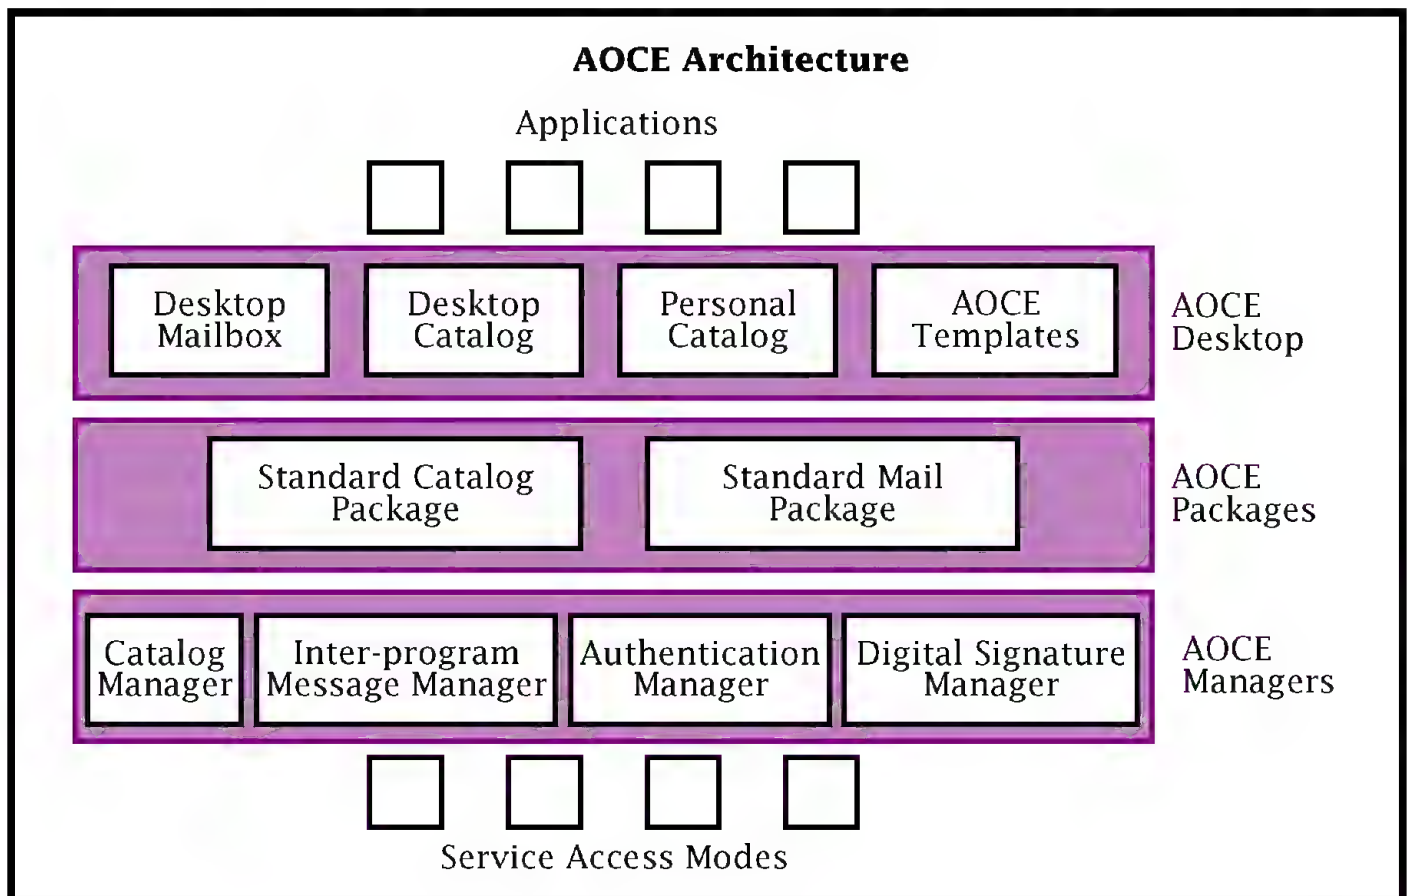 AOCE Architecture
Applications
Desktop
Mailbox
Desktop
Catalog
Personal
Catalog
AOCE
Templates
AOCE
Desktop
Standard Catalog
Package
Standard Mail
Package
AOCE
Packages
Catalog
Manager
Inter-program
Message Manager
Authentication
Manager
Digital Signature
Manager
AOCE
Managers
Service Access Modes